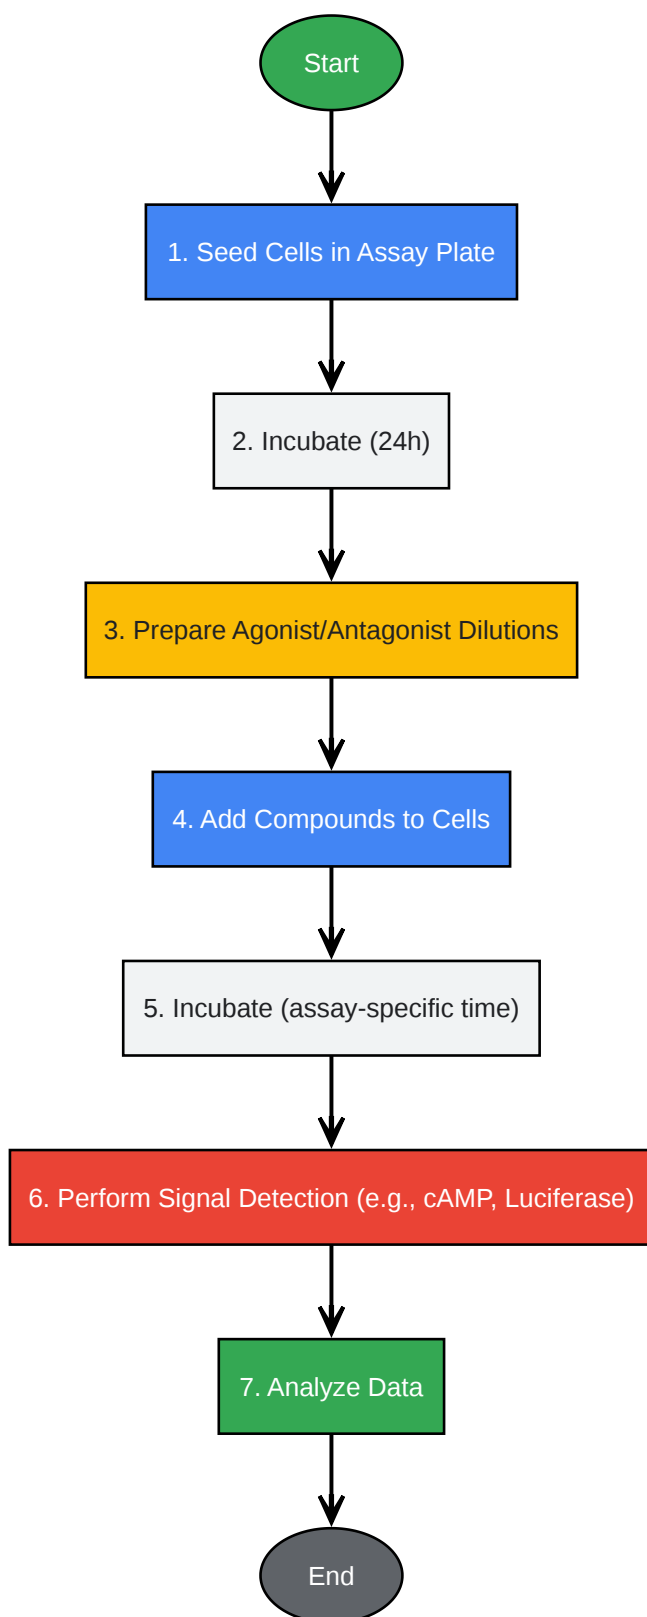 Start
1. Seed Cells in Assay Plate
2. Incubate (24h)
3. Prepare Agonist/Antagonist Dilutions
4. Add Compounds to Cells
5. Incubate (assay-specific time)
6. Perform Signal Detection (e.g., cAMP, Luciferase)
7. Analyze Data
End